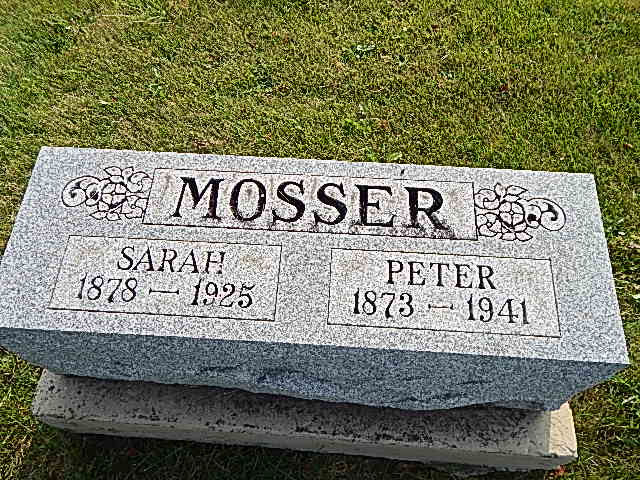 MOSSER
SARAH
1878 — 1925
PETER
1873 — 1941